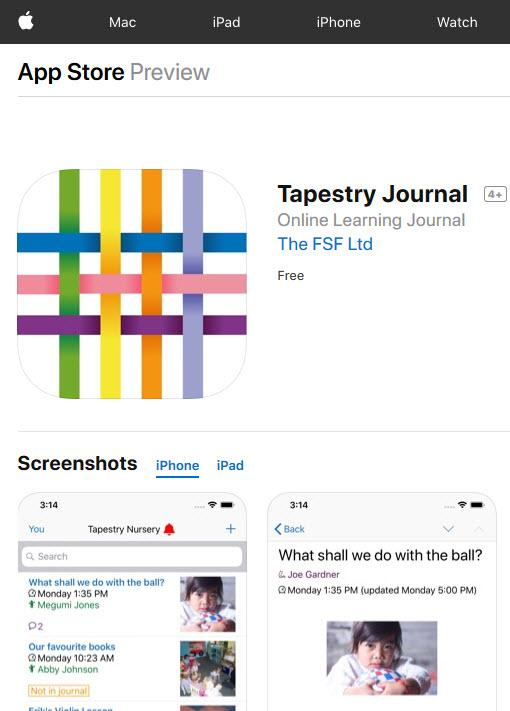 Mac iPad iPhone Watch
App Store Preview
Tapestry Journal 4+
Online Learning Journal
The FSF Ltd
Free
Screenshots iPhone iPad
3:14
You Tapestry Nursery +
Search
What shall we do with the ball?
Monday 1:35 PM
Megumi Jones
2
Our favourite books
Monday 10:23 AM
Abby Johnson
Not in journal
Erik's Violin Lesson
3:14
Back
What shall we do with the ball?
Joe Gardner
Monday 1:35 PM (updated Monday 5:00 PM)